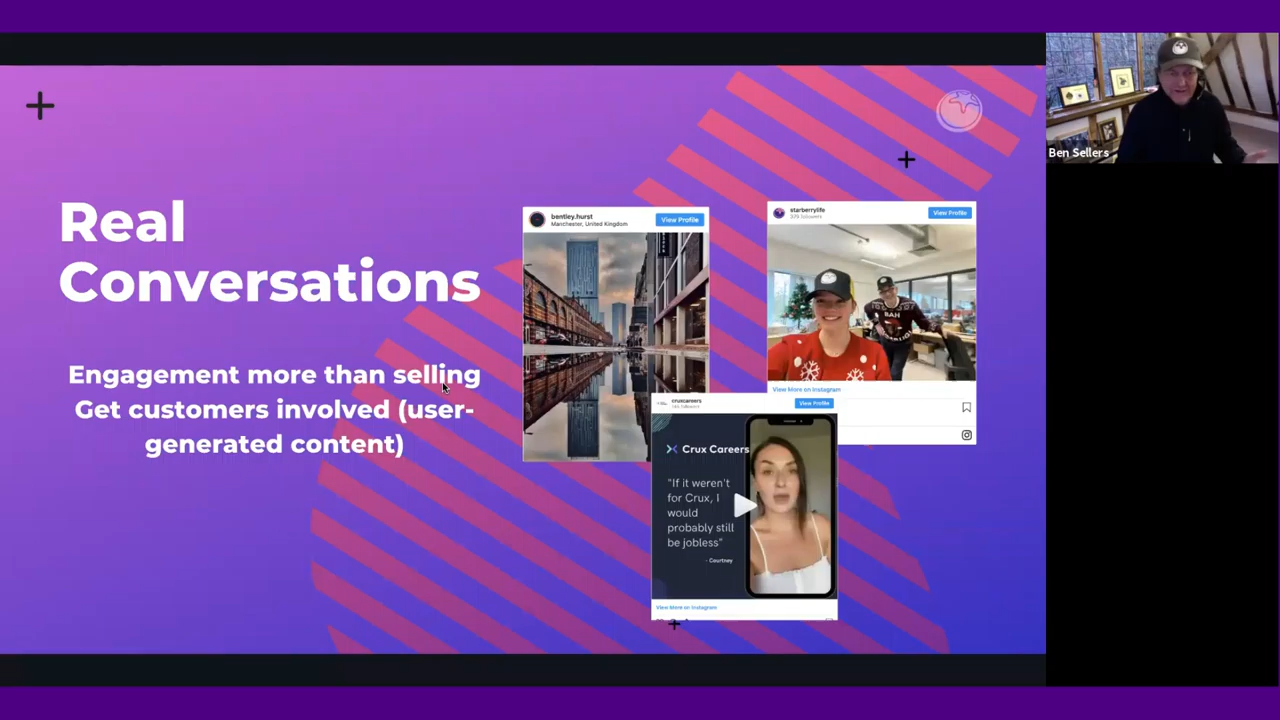 Real
Conversations
Engagement more than selling
Get customers involved (user-
generated content)
bentley.hurst
Manchester, United Kingdom
View Profile
starberrylife
View Profile
BAH
View More on Instagram
cruxcareers
View Profile
Crux Careers
"If it weren't
for Crux, I
would
probably still
be jobless"
- Courtney
View More on Instagram
Ben Sellers